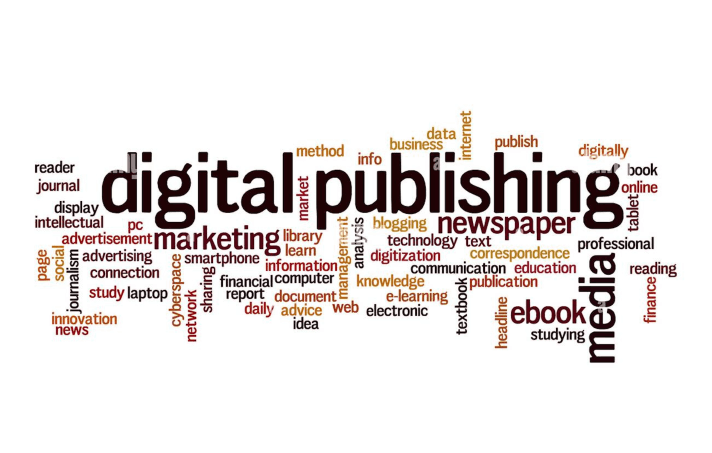 internet
data
business
publish
method
info
digitally
reader
digital publishing
book
journal
market
online
tablet
display
intellectual
pc
blogging
newspaper
advertisement
marketing
library
management
analysis
technology
text
professional
page
social
journalism
advertising
smartphone
learn
digitization
correspondence
connection
cyberspace
sharing
information
communication
education
media
reading
financial
computer
knowledge
textbook
publication
finance
study
laptop
network
report
document
e-learning
headline
ebook
daily
advice
web
electronic
innovation
news
idea
studying